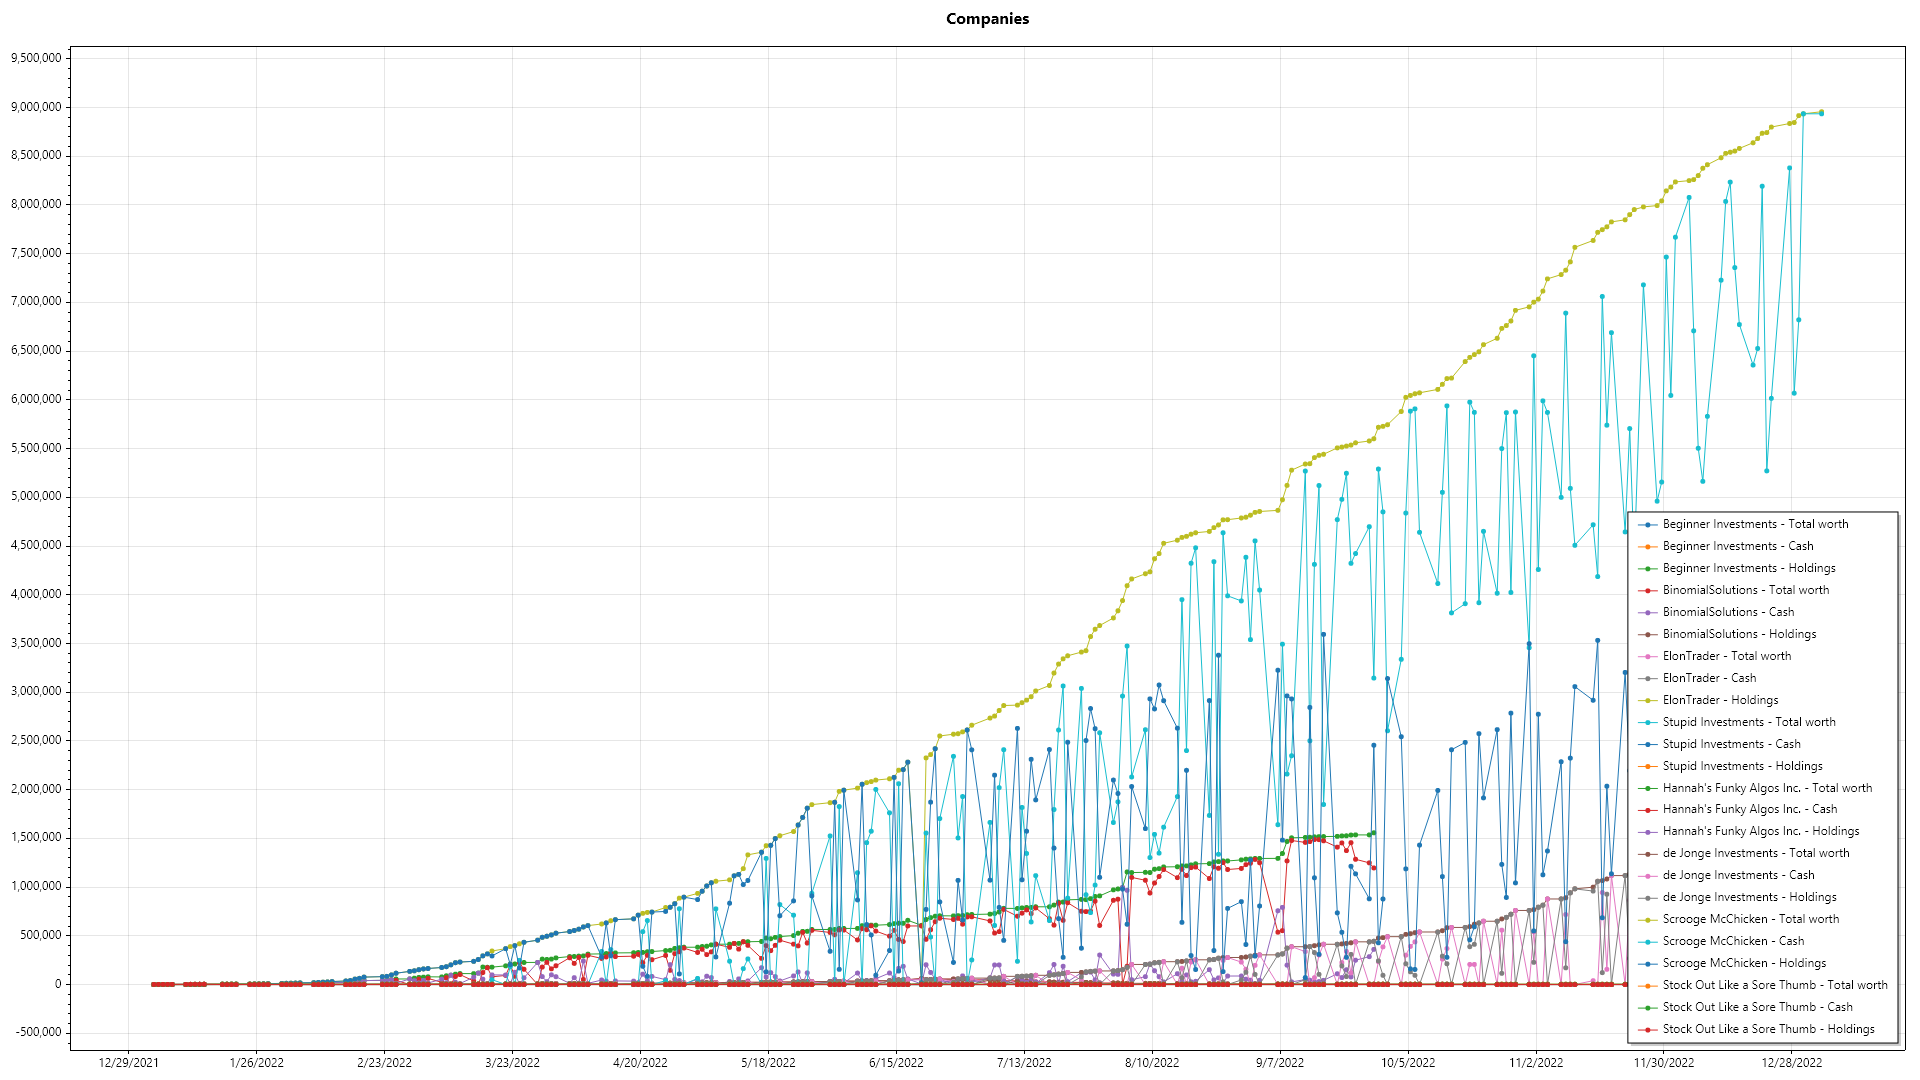 Companies
9,500,000
9,000,000
8,500,000
8,000,000
7,500,000
7,000,000
6,500,000
6,000,000
5,500,000
5,000,000
4,500,000
4,000,000
3,500,000
3,000,000
2,500,000
2,000,000
1,500,000
1,000,000
500,000
0
-500,000
Beginner Investments - Total worth
Beginner Investments - Cash
Beginner Investments - Holdings
BinomialSolutions - Total worth
BinomialSolutions - Cash
BinomialSolutions - Holdings
ElonTrader - Total worth
ElonTrader - Cash
ElonTrader - Holdings
Stupid Investments - Total worth
Stupid Investments - Cash
Stupid Investments - Holdings
Hannah's Funky Algos Inc. - Total worth
Hannah's Funky Algos Inc. - Cash
Hannah's Funky Algos Inc. - Holdings
de Jonge Investments - Total worth
de Jonge Investments - Cash
de Jonge Investments - Holdings
Scrooge McChicken - Total worth
Scrooge McChicken - Cash
Scrooge McChicken - Holdings
Stock Out Like a Sore Thumb - Total worth
Stock Out Like a Sore Thumb - Cash
Stock Out Like a Sore Thumb - Holdings
12/29/2021 1/26/2022 2/23/2022 3/23/2022 4/20/2022 5/18/2022 6/15/2022 7/13/2022 8/10/2022 9/7/2022 10/5/2022 11/2/2022 11/30/2022 12/28/2022